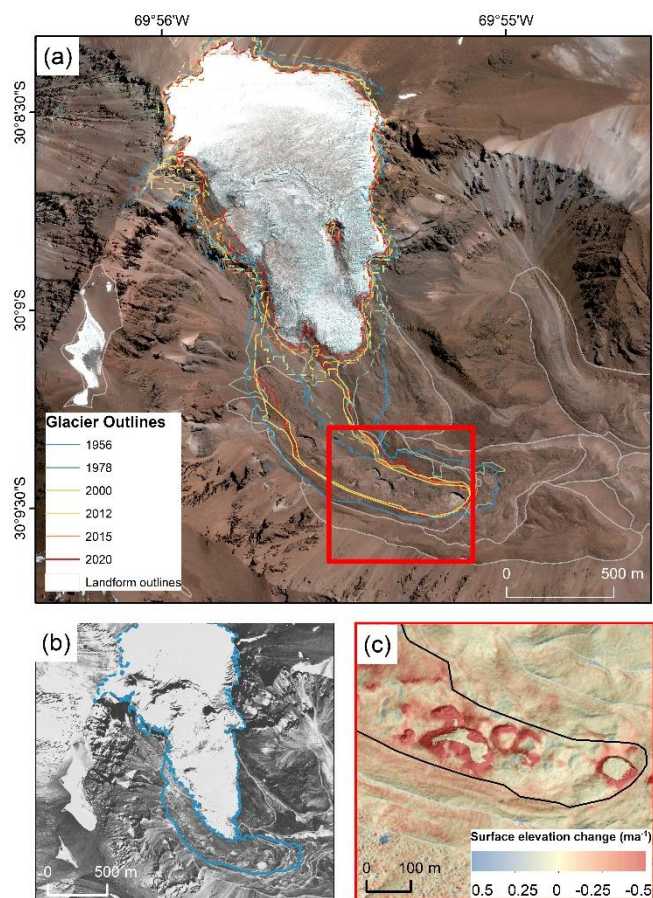 69°56'W
69°55'W
(a)
30°8'30"S
30°9'S
30°9'30"S
Glacier Outlines
1956
1978
2000
2012
2015
2020
Landform outlines
0
500 m
(b)
0
500 m
(c)
Surface elevation change (ma⁻¹)
0.5
0.25
0
-0.25
-0.5
0
100 m